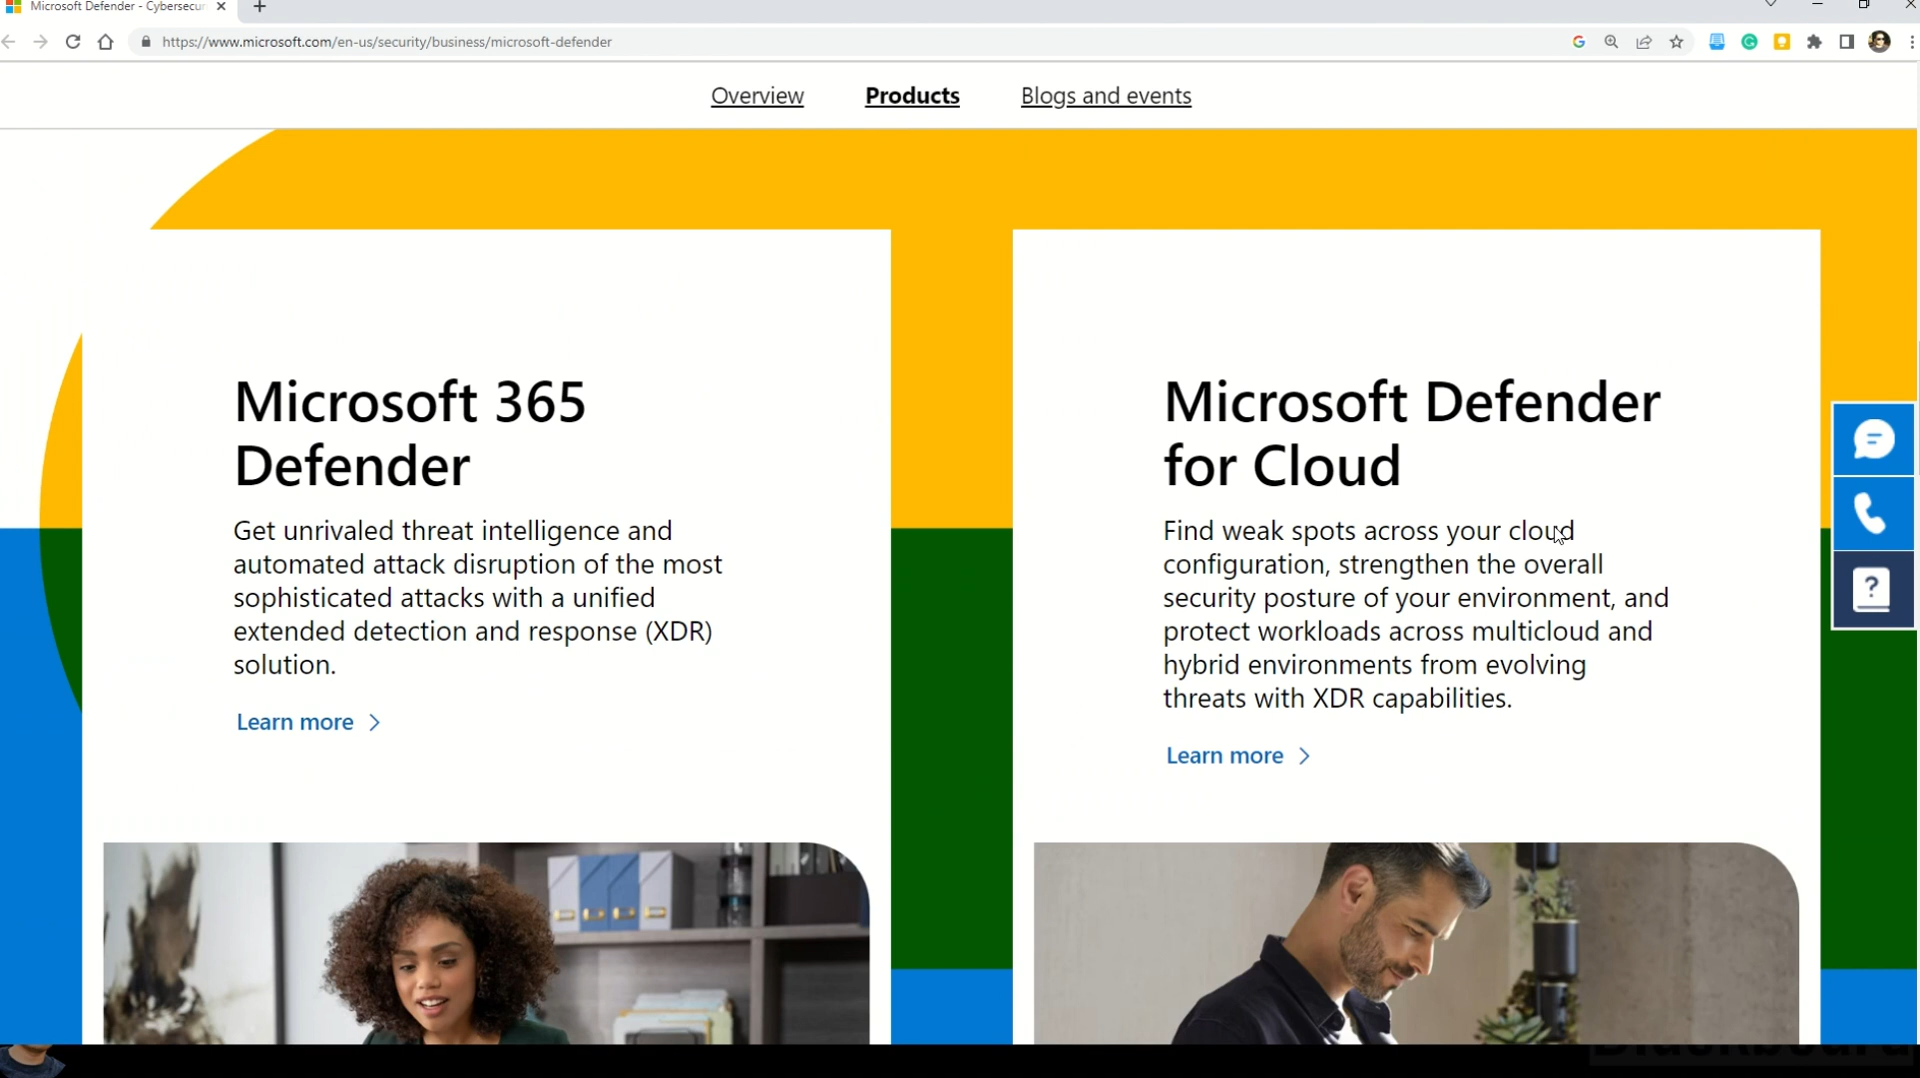 Microsoft Defender - Cybersecur
https://www.microsoft.com/en-us/security/business/microsoft-defender
Overview
Products
Blogs and events
Microsoft 365
Defender
Get unrivaled threat intelligence and
automated attack disruption of the most
sophisticated attacks with a unified
extended detection and response (XDR)
solution.
Learn more
Microsoft Defender
for Cloud
Find weak spots across your cloud
configuration, strengthen the overall
security posture of your environment, and
protect workloads across multicloud and
hybrid environments from evolving
threats with XDR capabilities.
Learn more